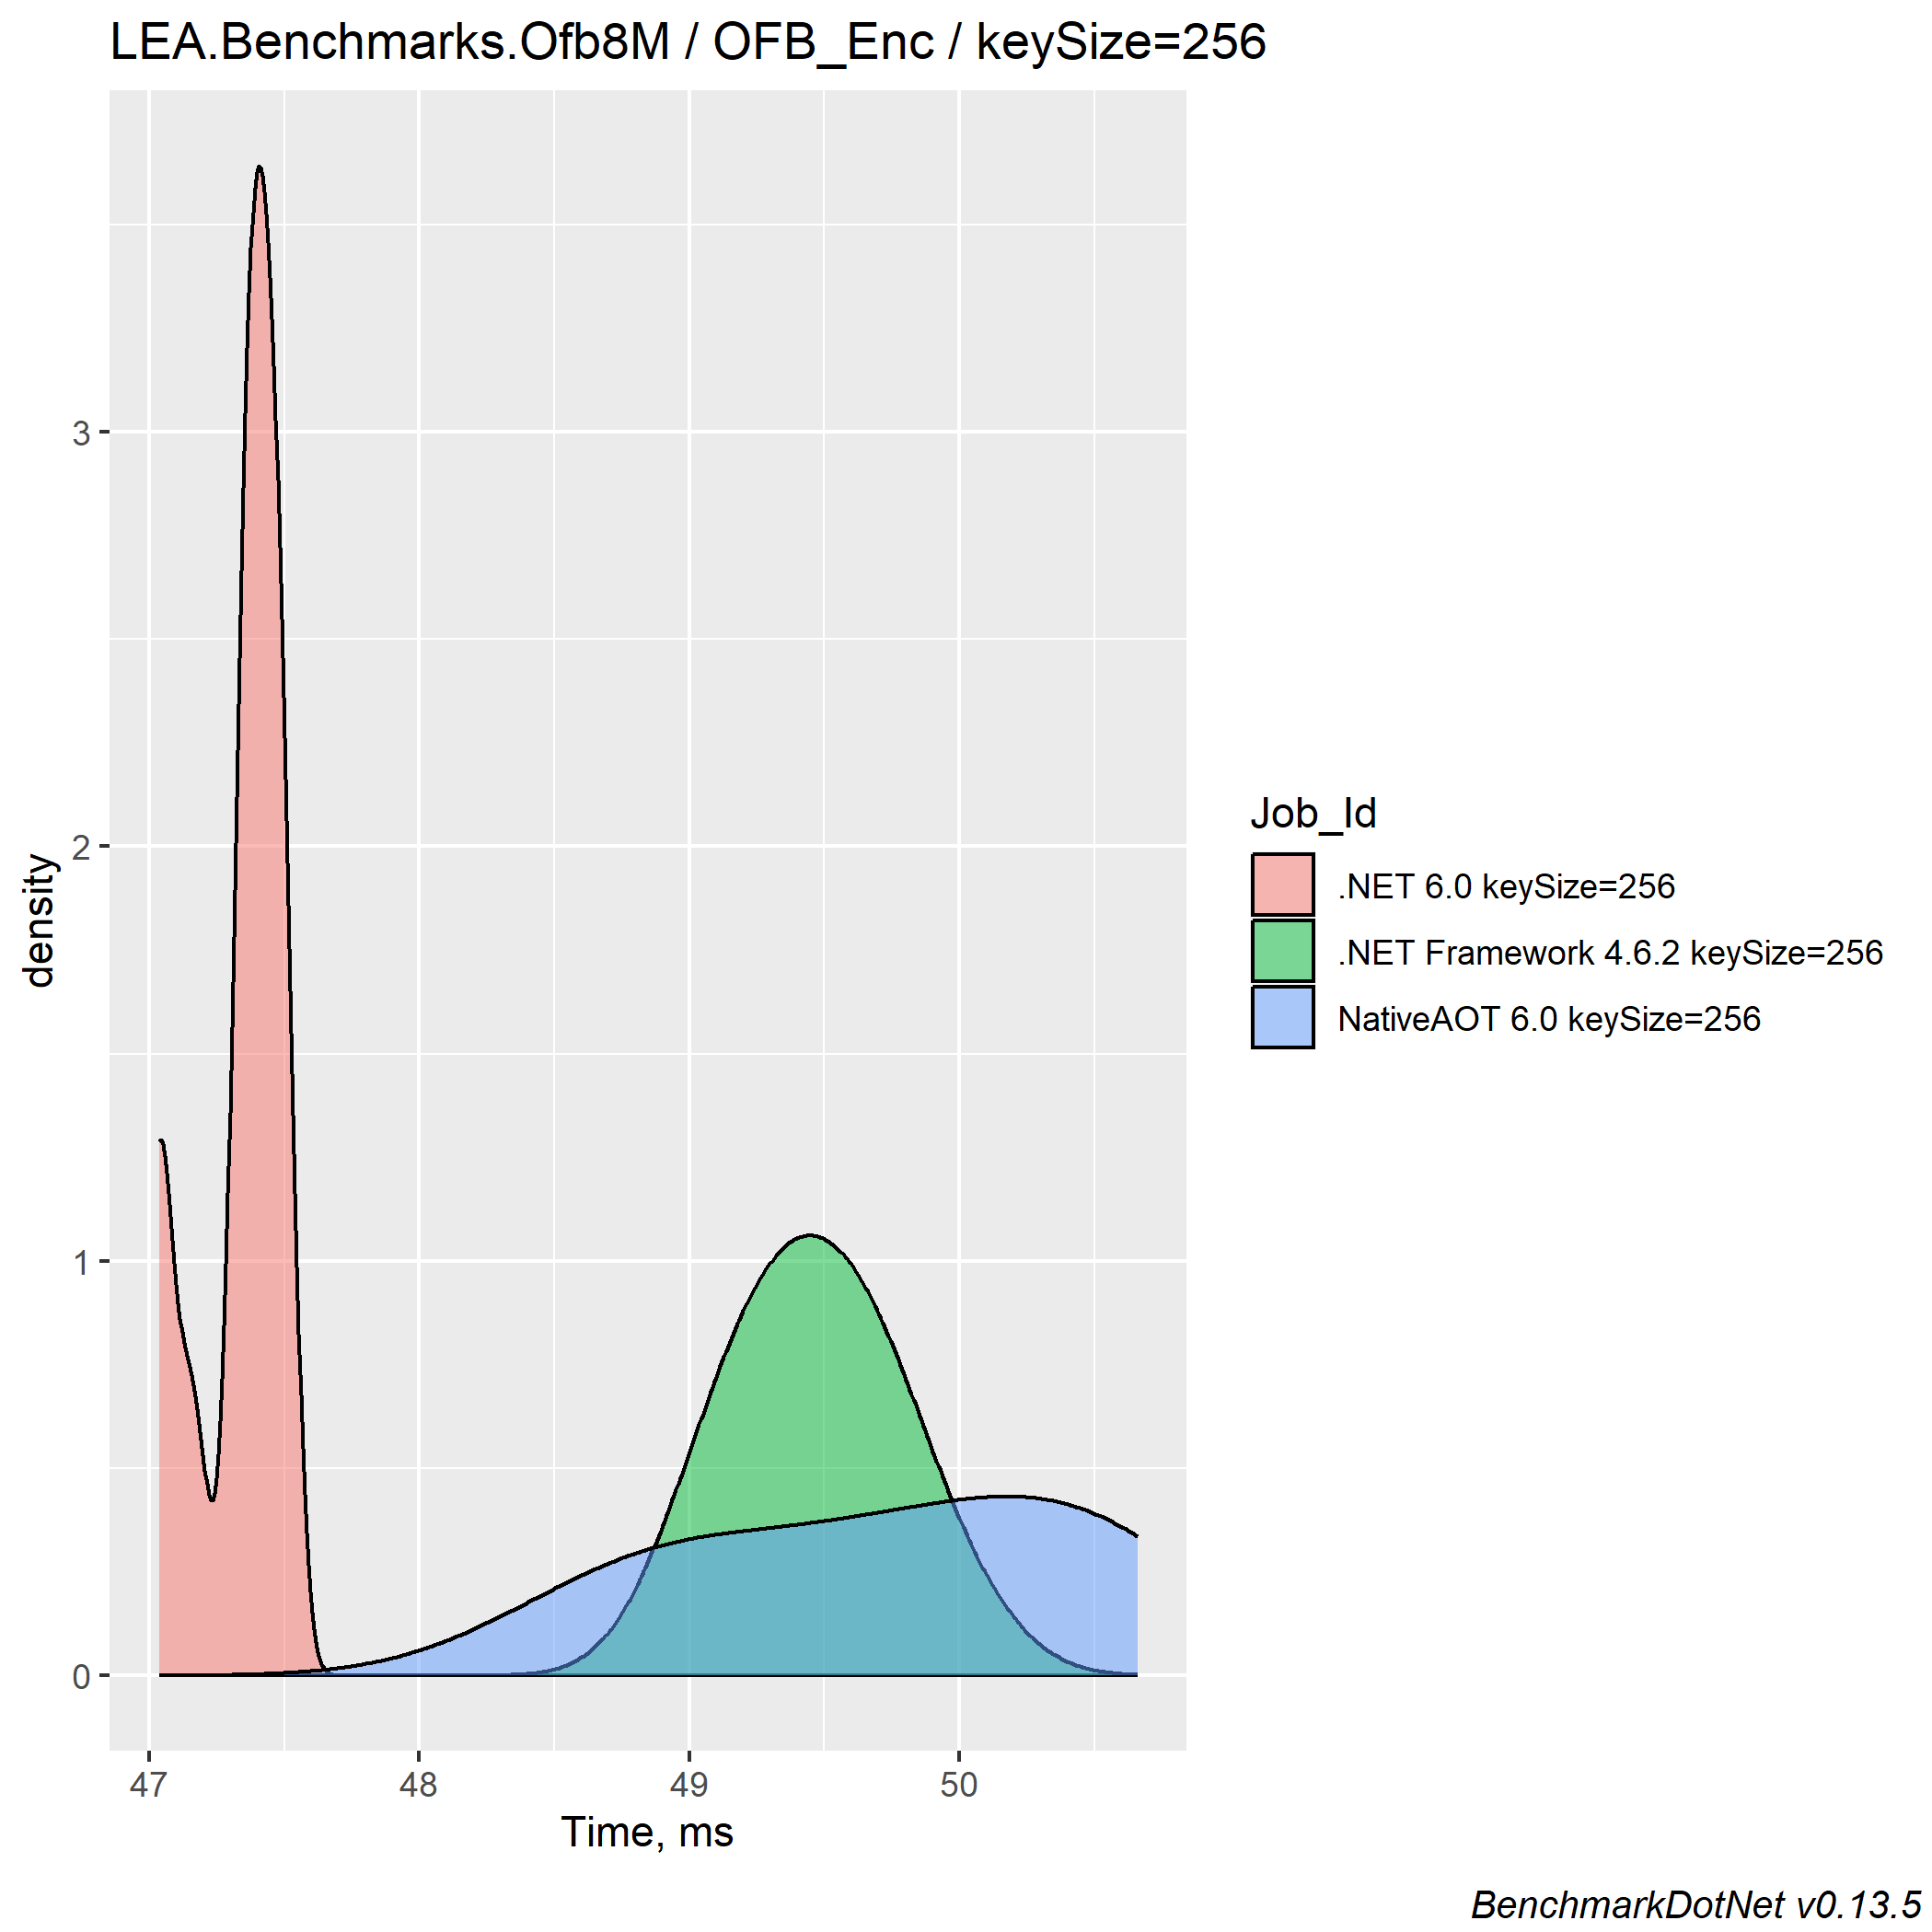 LEA.Benchmarks.Ofb8M / OFB_Enc / keySize=256
3
2
1
0
density
47 48 49 50
Time, ms
Job_Id
.NET 6.0 keySize=256
.NET Framework 4.6.2 keySize=256
NativeAOT 6.0 keySize=256
BenchmarkDotNet v0.13.5